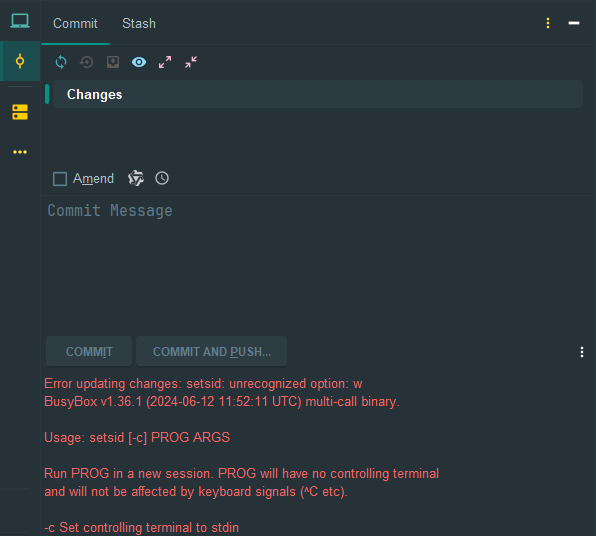 Commit Stash
Changes
Amend
Commit Message
COMMIT COMMIT AND PUSH...
Error updating changes: setsid: unrecognized option: w
BusyBox v1.36.1 (2024-06-12 11:52:11 UTC) multi-call binary.
Usage: setsid [-c] PROG ARGS
Run PROG in a new session. PROG will have no controlling terminal
and will not be affected by keyboard signals (^C etc).
-c Set controlling terminal to stdin